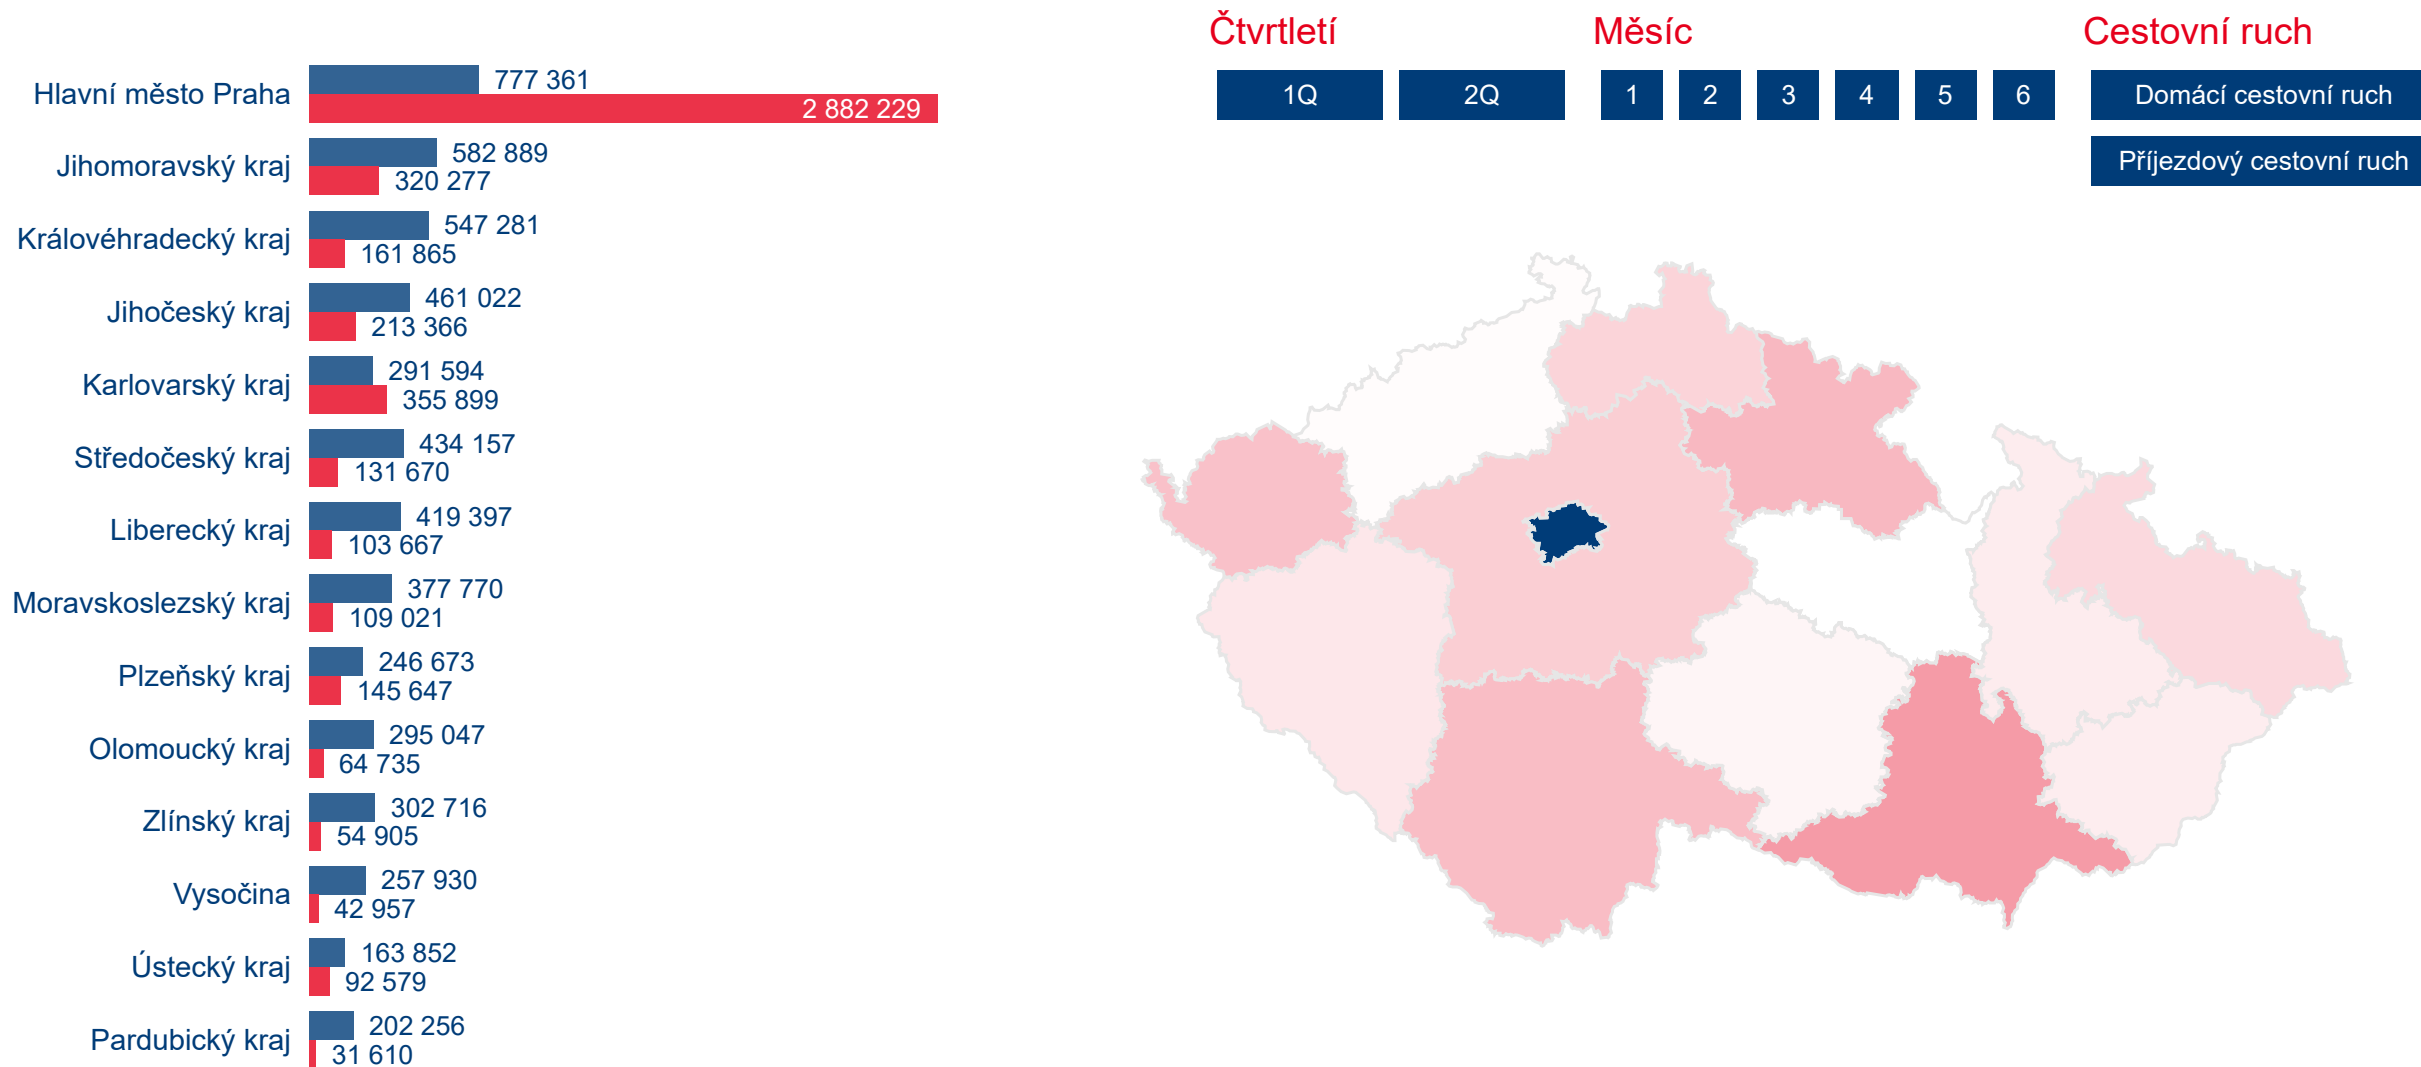 Čtvrtletí
Měsíc
Cestovní ruch
1Q
2Q
1
2
3
4
5
6
Domácí cestovní ruch
Příjezdový cestovní ruch
Hlavní město Praha
777 361
2 882 229
Jihomoravský kraj
582 889
320 277
Královéhradecký kraj
547 281
161 865
Jihočeský kraj
461 022
213 366
Karlovarský kraj
291 594
355 899
Středočeský kraj
434 157
131 670
Liberecký kraj
419 397
103 667
Moravskoslezský kraj
377 770
109 021
Plzeňský kraj
246 673
145 647
Olomoucký kraj
295 047
64 735
Zlínský kraj
302 716
54 905
Vysočina
257 930
42 957
Ústecký kraj
163 852
92 579
Pardubický kraj
202 256
31 610